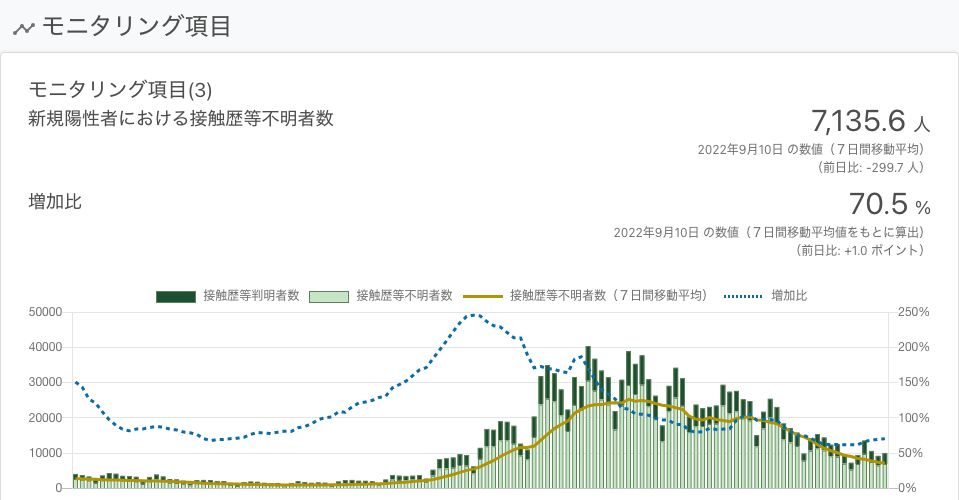 モニタリング項目
モニタリング項目(3)
新規陽性者における接触歴等不明者数
7,135.6 人
2022年9月10日 の数値（７日間移動平均）
（前日比: -299.7 人）
増加比
70.5 %
2022年9月10日 の数値（７日間移動平均値をもとに算出）
（前日比: +1.0 ポイント）
接触歴等判明者数 接触歴等不明者数 接触歴等不明者数（７日間移動平均） 増加比
50000 250%
40000 200%
30000 150%
20000 100%
10000 50%
0 0%